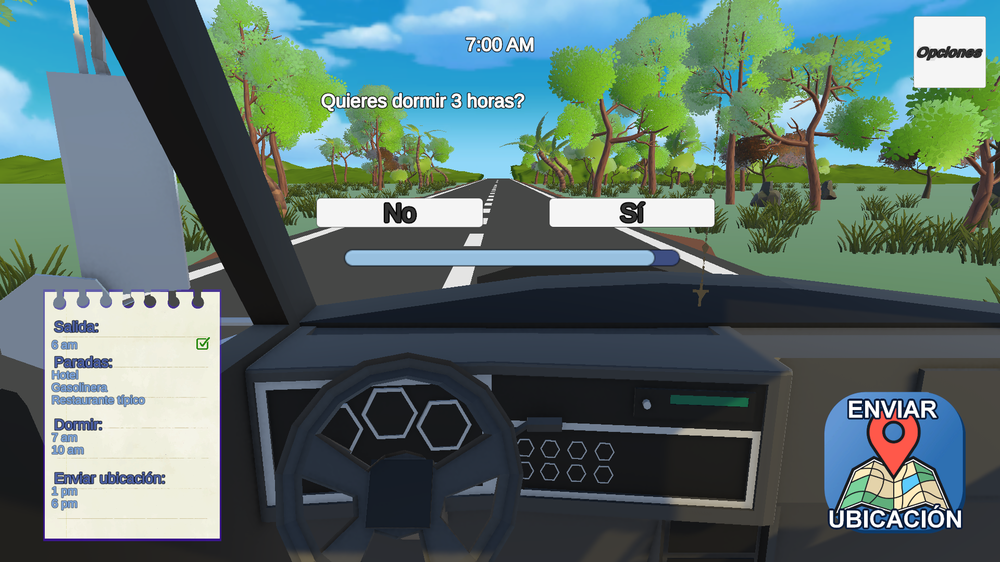 7:00 AM
Opciones
Quieres dormir 3 horas?
No
Sí
Salida:
6 am
Paradas:
Hotel
Gasolinera
Restaurante típico
Dormir:
7 am
10 am
Enviar ubicación:
1 pm
6 pm
ENVIAR
UBICACIÓN